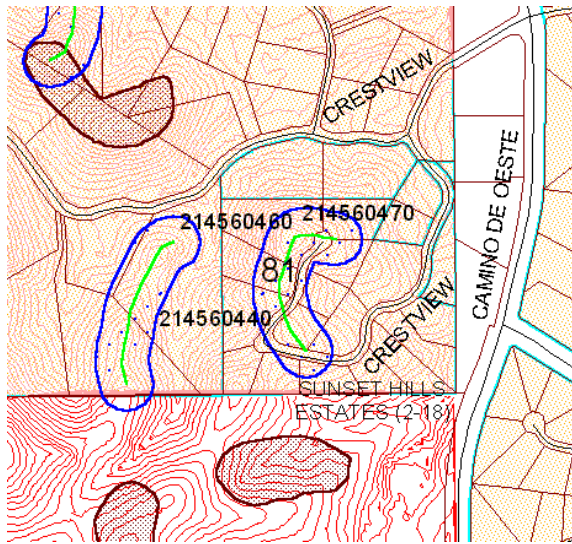 CRESTVIEW
CAMINO DE OESTE
214560460
214560470
81
214560440
CRESTVIEW
SUNSET HILLS
ESTATES (2-18)